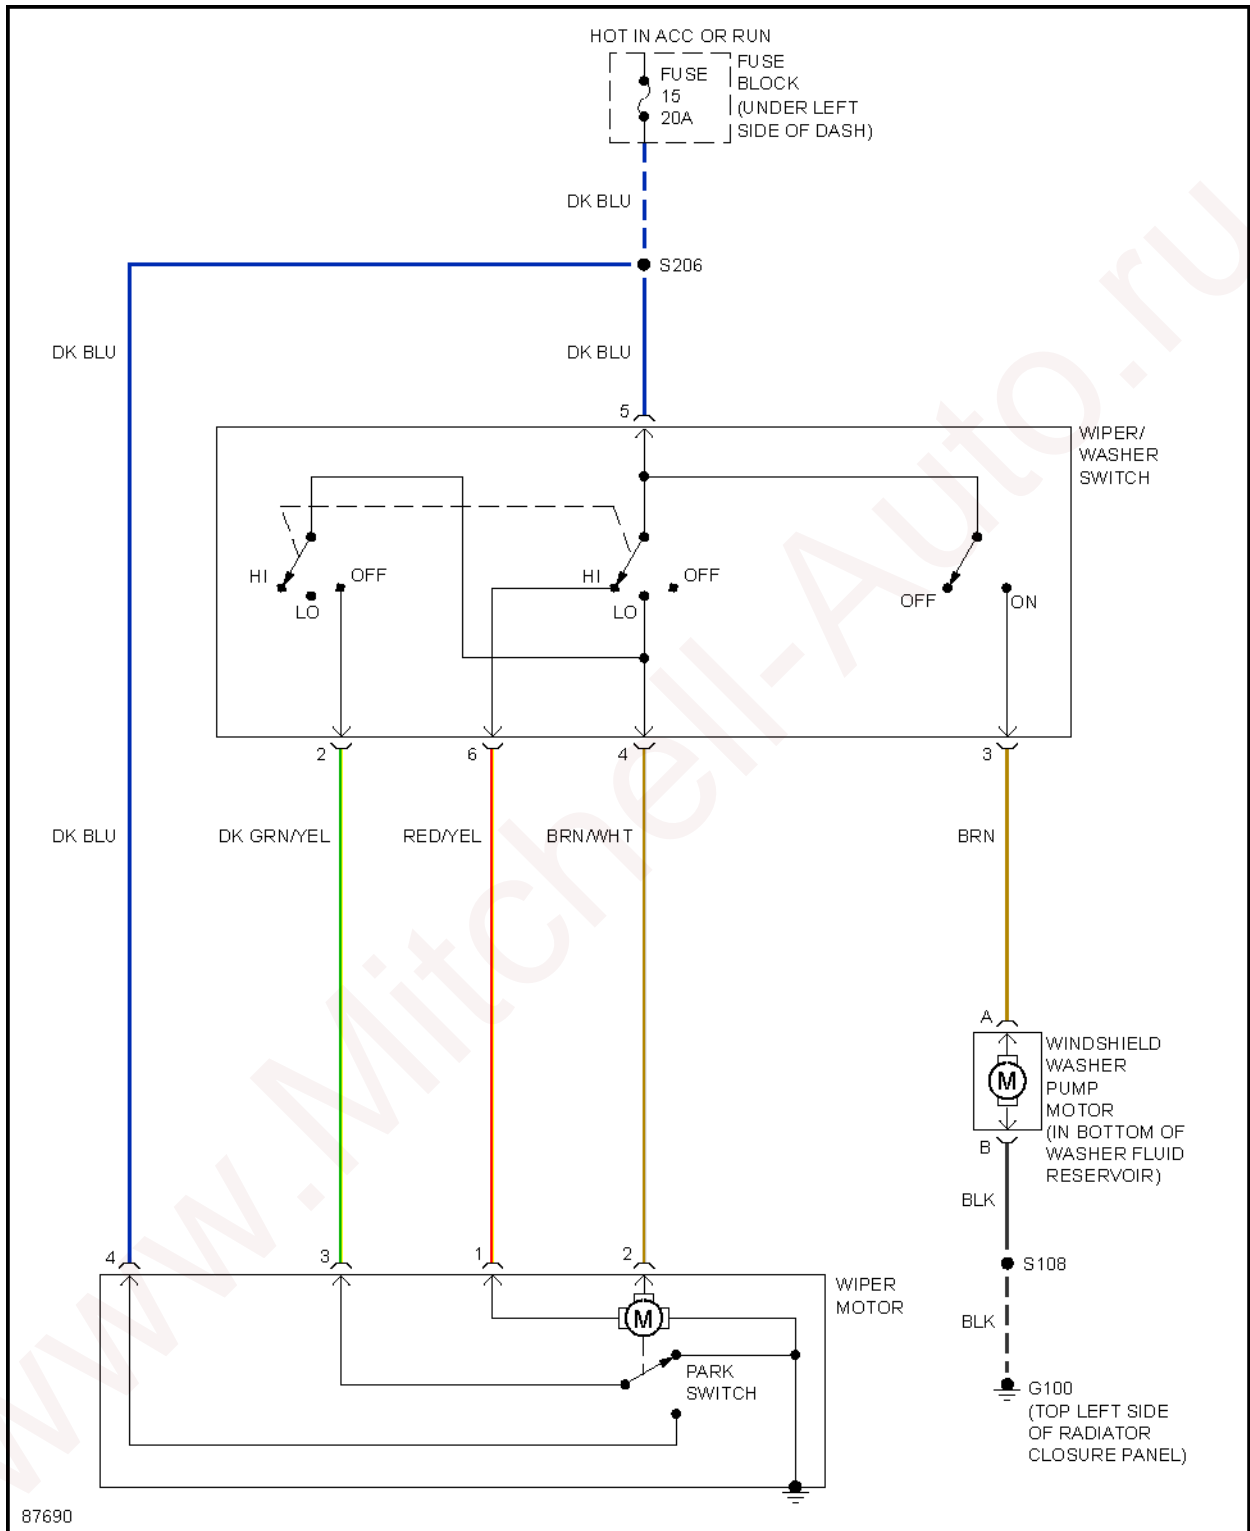 HOT IN ACC OR RUN
FUSE
15
20A
FUSE
BLOCK
(UNDER LEFT
SIDE OF DASH)
DK BLU
S206
DK BLU
DK BLU
5
WIPER/
WASHER
SWITCH
HI
LO
OFF
HI
LO
OFF
OFF
ON
2
6
4
3
DK BLU
DK GRN/YEL
RED/YEL
BRN/WHT
BRN
A
M
WINDSHIELD
WASHER
PUMP
MOTOR
(IN BOTTOM OF
WASHER FLUID
RESERVOIR)
B
BLK
S108
BLK
G100
(TOP LEFT SIDE
OF RADIATOR
CLOSURE PANEL)
4
3
1
2
WIPER
MOTOR
M
PARK
SWITCH
87690
www.Mitchell-Auto.ru